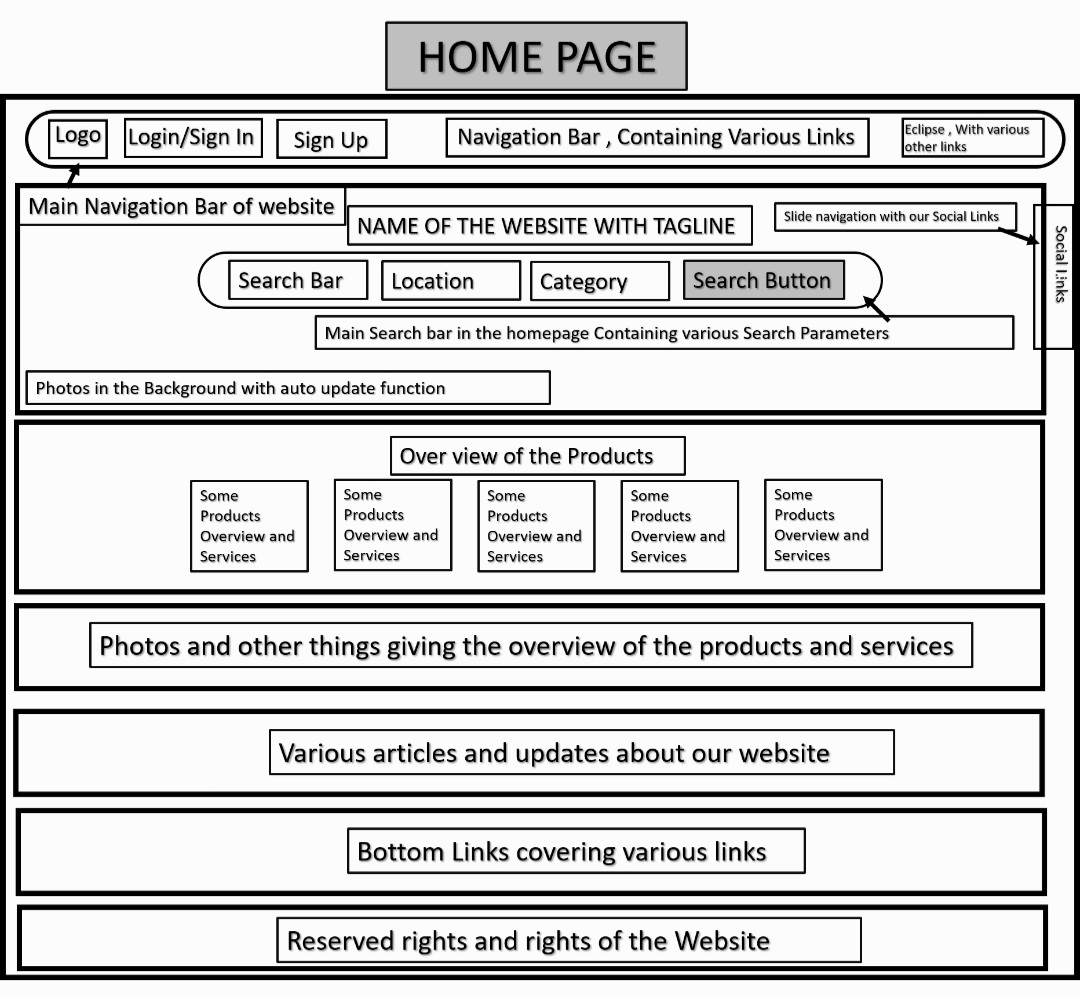 HOME PAGE
Logo
Login/Sign In
Sign Up
Navigation Bar , Containing Various Links
Eclipse , With various
other links
Main Navigation Bar of website
NAME OF THE WEBSITE WITH TAGLINE
Slide navigation with our Social Links
Social Links
Search Bar
Location
Category
Search Button
Main Search bar in the homepage Containing various Search Parameters
Photos in the Background with auto update function
Over view of the Products
Some
Products
Overview and
Services
Some
Products
Overview and
Services
Some
Products
Overview and
Services
Some
Products
Overview and
Services
Some
Products
Overview and
Services
Photos and other things giving the overview of the products and services
Various articles and updates about our website
Bottom Links covering various links
Reserved rights and rights of the Website